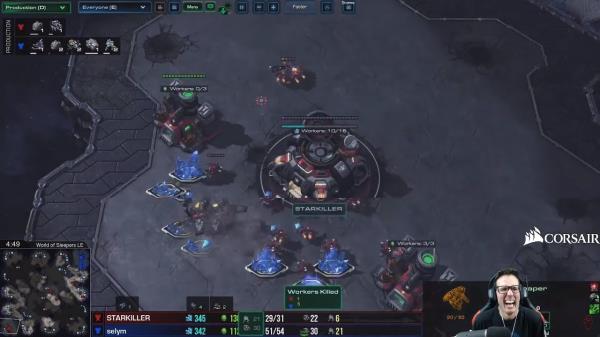 Production (D)
Everyone (E)
Menu
Faster
PRODUCTION
Workers: 0/3
Workers: 10/16
STARKILLER
Workers: 3/3
CORSAIR
4:49
World of Sleepers LE
Workers Killed
STARKILLER 345 29/31 22 6
selym 342 51/54 30 21